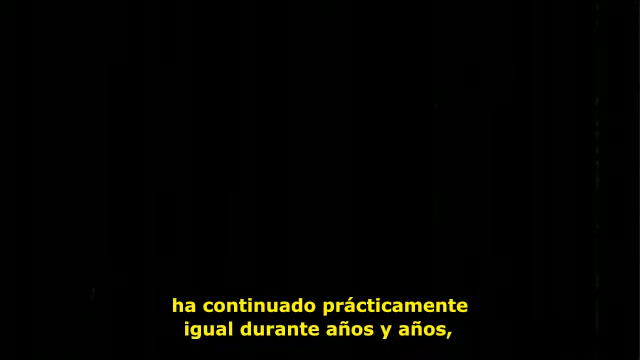 ha continuado prácticamente
igual durante años y años,